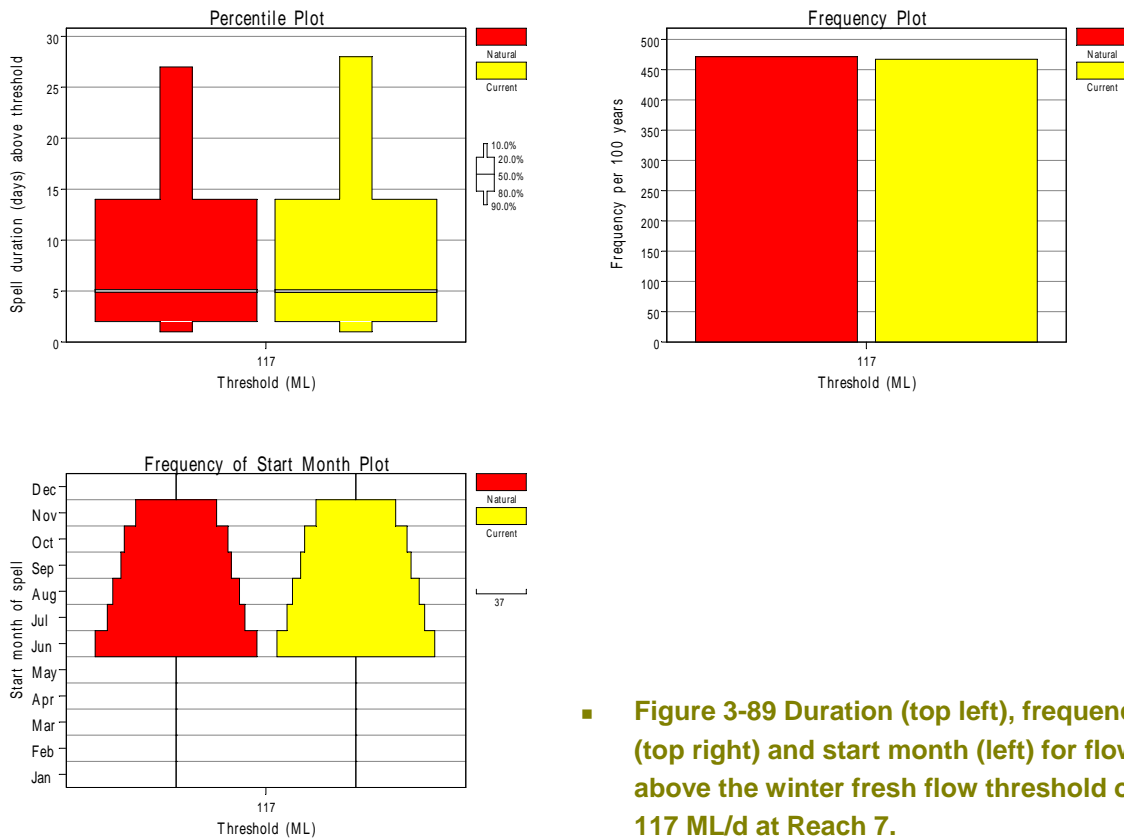 Percentile Plot
30
25
20
15
10
5
0
Spell duration (days) above threshold
117
Threshold (ML)
Natural
Current
10.0%
20.0%
50.0%
80.0%
90.0%
Frequency Plot
500
450
400
350
300
250
200
150
100
50
0
Frequency per 100 years
117
Threshold (ML)
Natural
Current
Frequency of Start Month Plot
Dec
Nov
Oct
Sep
Aug
Jul
Jun
May
Apr
Mar
Feb
Jan
Start month of spell
117
Threshold (ML)
Natural
Current
37
▪ Figure 3-89 Duration (top left),
(top right) and start month (left) for
above the winter fresh flow threshold
117 ML/d at Reach 7.